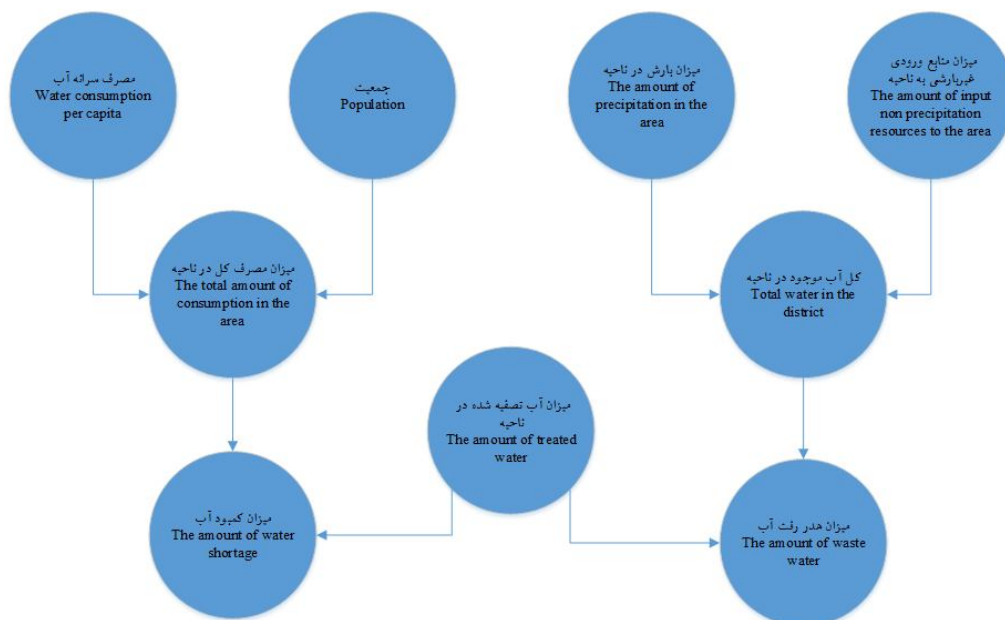 مصرف سرانه آب
Water consumption
per capita
جمعیت
Population
میزان بارش در ناحیه
The amount of
precipitation in the
area
میزان منابع ورودی
غیربارشی به ناحیه
The amount of input
non precipitation
resources to the area
میزان مصرف کل در ناحیه
The total amount of
consumption in the
area
کل آب موجود در ناحیه
Total water in the
district
میزان آب تصفیه شده در
ناحیه
The amount of treated
water
میزان کمبود آب
The amount of water
shortage
میزان هدر رفت آب
The amount of waste
water